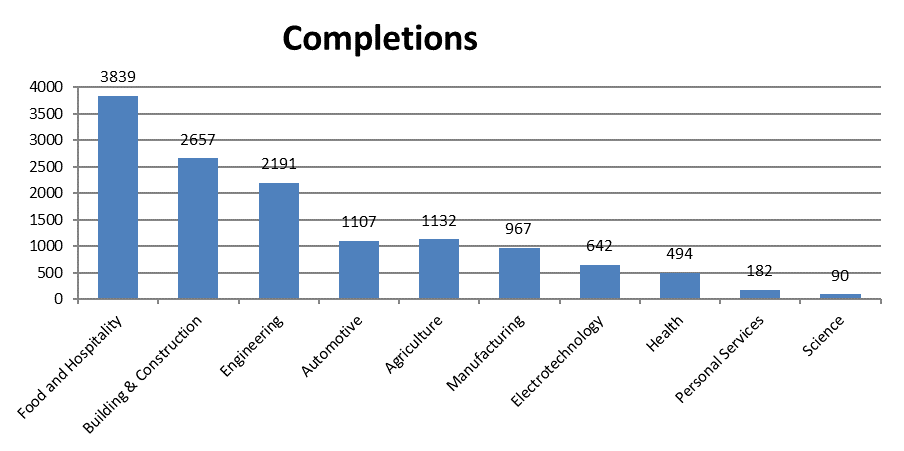 Completions
4000
3500
3000
2500
2000
1500
1000
500
0
3839
2657
2191
1107
1132
967
642
494
182
90
Food and Hospitality
Building & Construction
Engineering
Automotive
Agriculture
Manufacturing
Electrotechnology
Health
Personal Services
Science